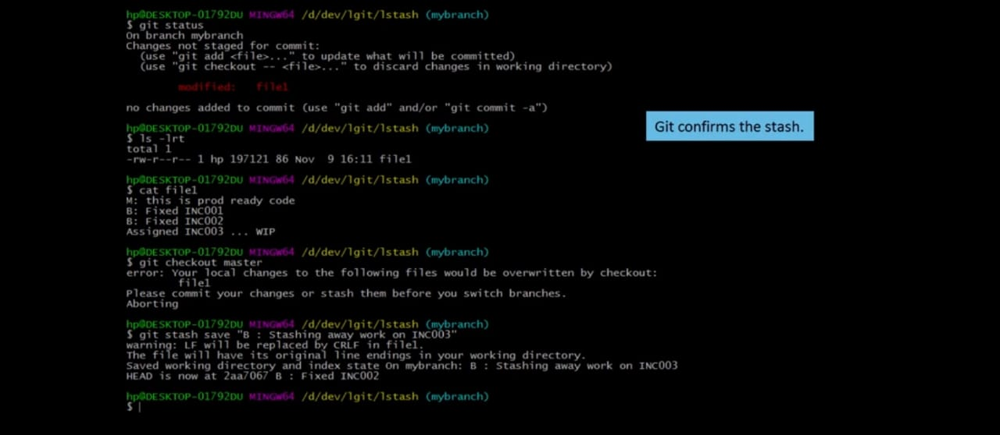 hp@DESKTOP-01792DU MINGW64 /d/dev/lgit/lstash (mybranch)
$ git status
On branch mybranch
Changes not staged for commit:
(use "git add <file>..." to update what will be committed)
(use "git checkout -- <file>..." to discard changes in working directory)
modified: file1
no changes added to commit (use "git add" and/or "git commit -a")
hp@DESKTOP-01792DU MINGW64 /d/dev/lgit/lstash (mybranch)
Git confirms the stash.
$ ls -lrt
total 1
-rw-r--r-- 1 hp 197121 86 Nov 9 16:11 file1
hp@DESKTOP-01792DU MINGW64 /d/dev/lgit/lstash (mybranch)
$ cat file1
M: this is prod ready code
B: Fixed INC001
B: Fixed INC002
Assigned INC003 ... WIP
hp@DESKTOP-01792DU MINGW64 /d/dev/lgit/lstash (mybranch)
$ git checkout master
error: Your local changes to the following files would be overwritten by checkout:
file1
Please commit your changes or stash them before you switch branches.
Aborting
hp@DESKTOP-01792DU MINGW64 /d/dev/lgit/lstash (mybranch)
$ git stash save "B : Stashing away work on INC003"
warning: LF will be replaced by CRLF in file1.
The file will have its original line endings in your working directory.
Saved working directory and index state On mybranch: B : Stashing away work on INC003
HEAD is now at 2aa7067 B : Fixed INC002
hp@DESKTOP-01792DU MINGW64 /d/dev/lgit/lstash (mybranch)
$